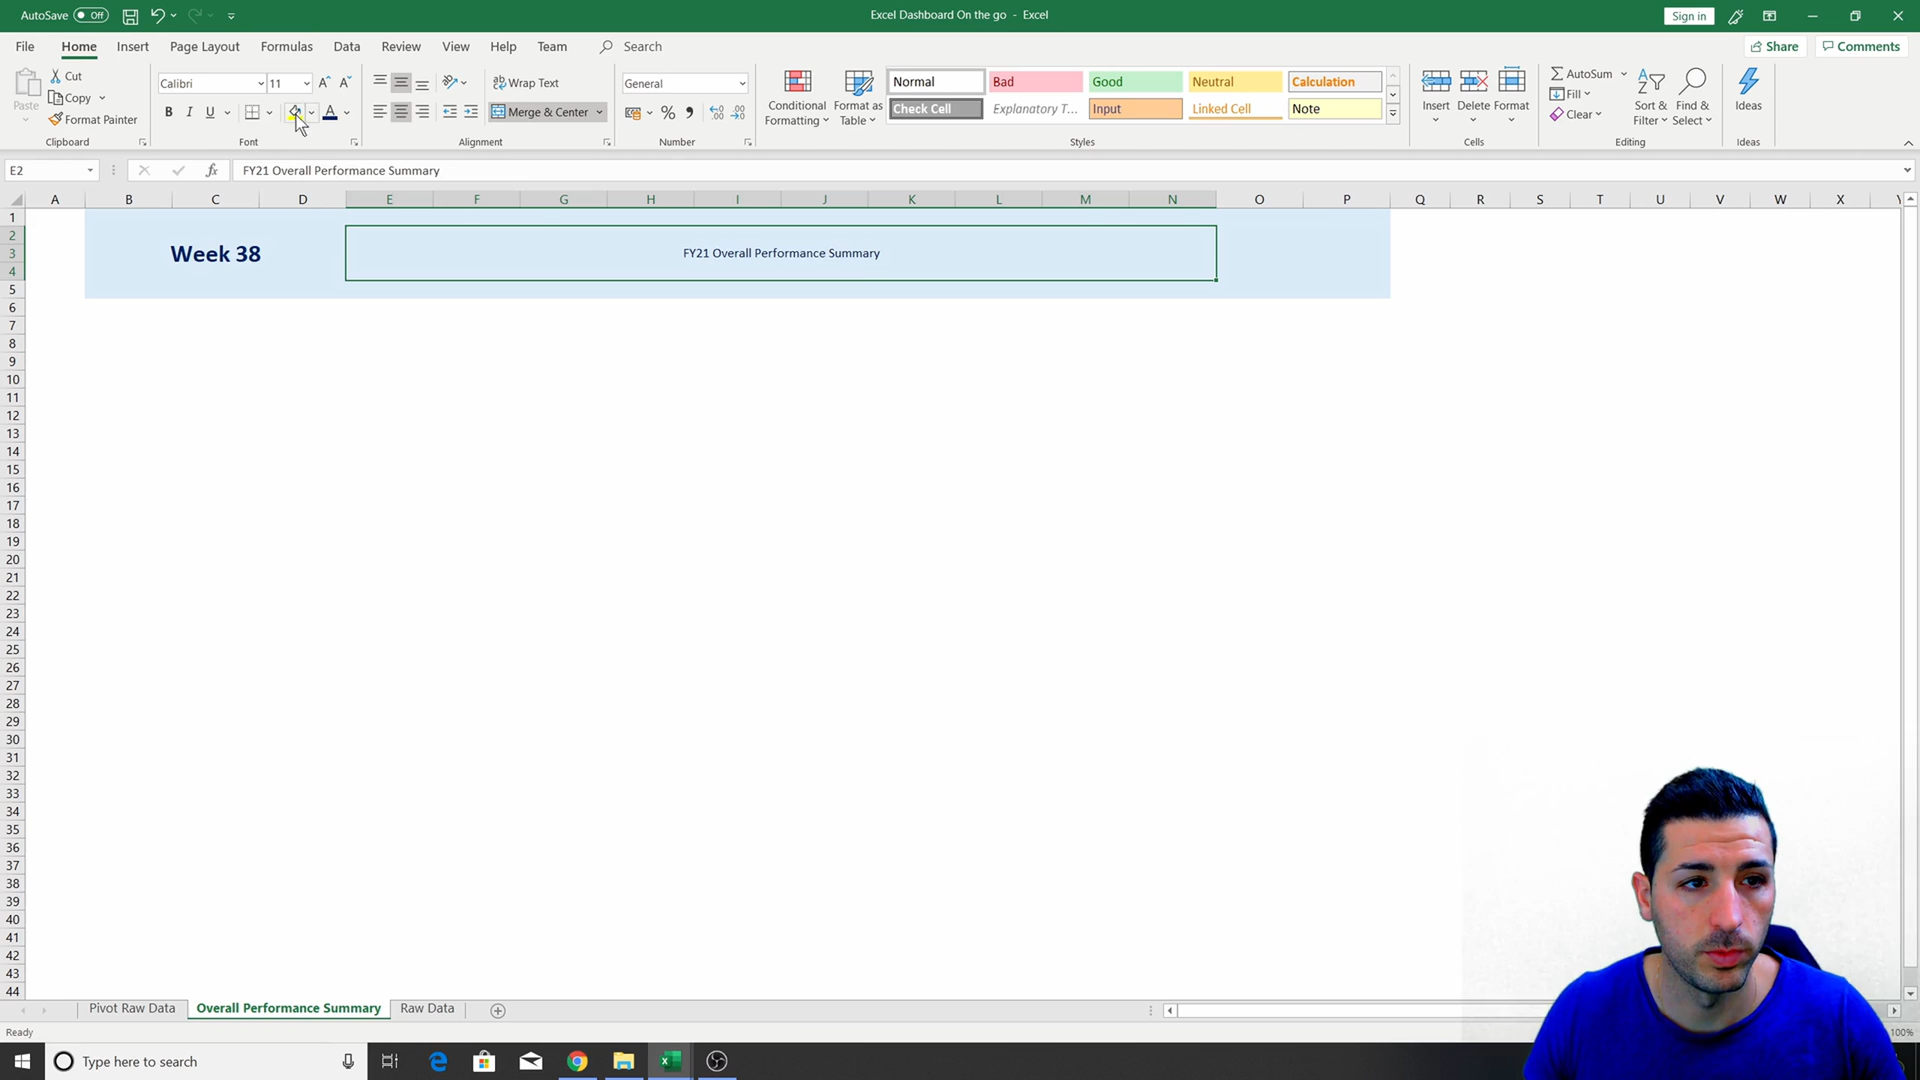 AutoSave Off Excel Dashboard On the go - Excel Sign in
File Home Insert Page Layout Formulas Data Review View Help Team Search Share Comments
Paste Cut Copy Format Painter Clipboard
Calibri 11 A A B I U A Font
Wrap Text Merge & Center Alignment
General % Number
Conditional Formatting Format as Table
Normal Bad Good Neutral Calculation
Check Cell Explanatory T... Input Linked Cell Note
Styles
Insert Delete Format Cells
AutoSum Fill Clear Sort & Filter Find & Select Editing
Ideas Ideas
E2 fx FY21 Overall Performance Summary
A B C D E F G H I J K L M N O P Q R S T U V W X
1
2
3 Week 38 FY21 Overall Performance Summary
4
5
6
7
8
9
10
11
12
13
14
15
16
17
18
19
20
21
22
23
24
25
26
27
28
29
30
31
32
33
34
35
36
37
38
39
40
41
42
43
44
Pivot Raw Data Overall Performance Summary Raw Data
Ready 100%
Type here to search